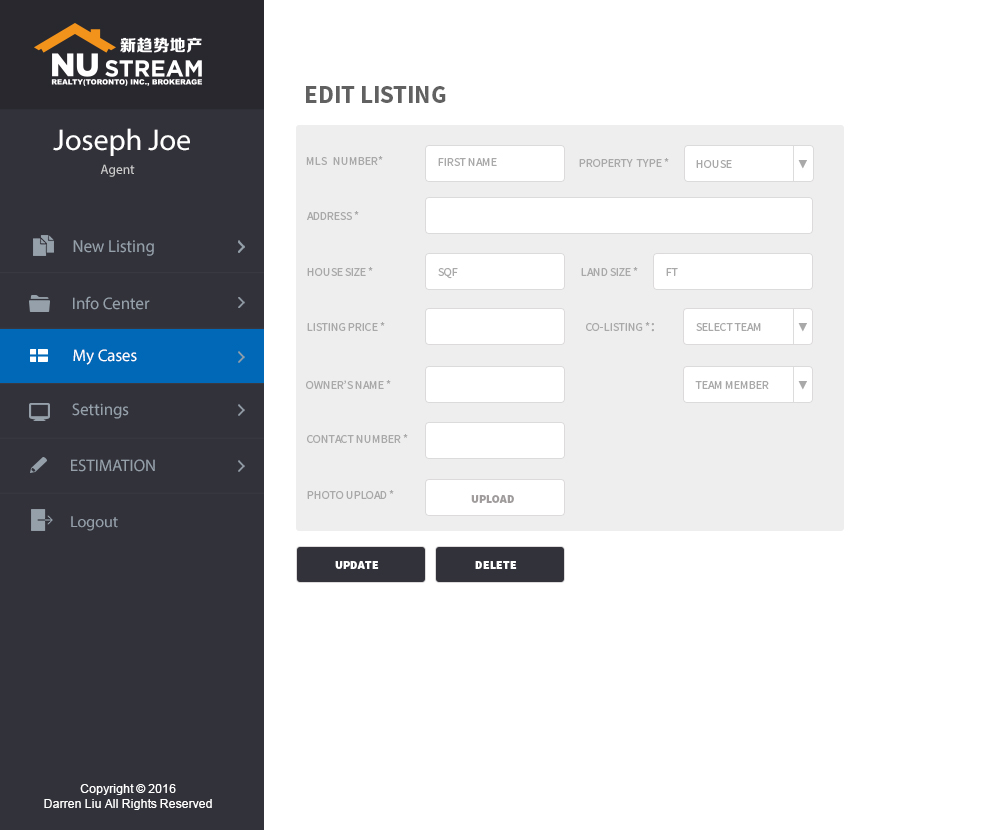 新趋势地产
NU STREAM
REALTY(TORONTO) INC., BROKERAGE
Joseph Joe
Agent
New Listing
Info Center
My Cases
Settings
ESTIMATION
Logout
Copyright © 2016
Darren Liu All Rights Reserved
EDIT LISTING
MLS NUMBER* FIRST NAME PROPERTY TYPE * HOUSE
ADDRESS *
HOUSE SIZE * SQF LAND SIZE * FT
LISTING PRICE * CO-LISTING *: SELECT TEAM
OWNER'S NAME * TEAM MEMBER
CONTACT NUMBER *
PHOTO UPLOAD * UPLOAD
UPDATE DELETE